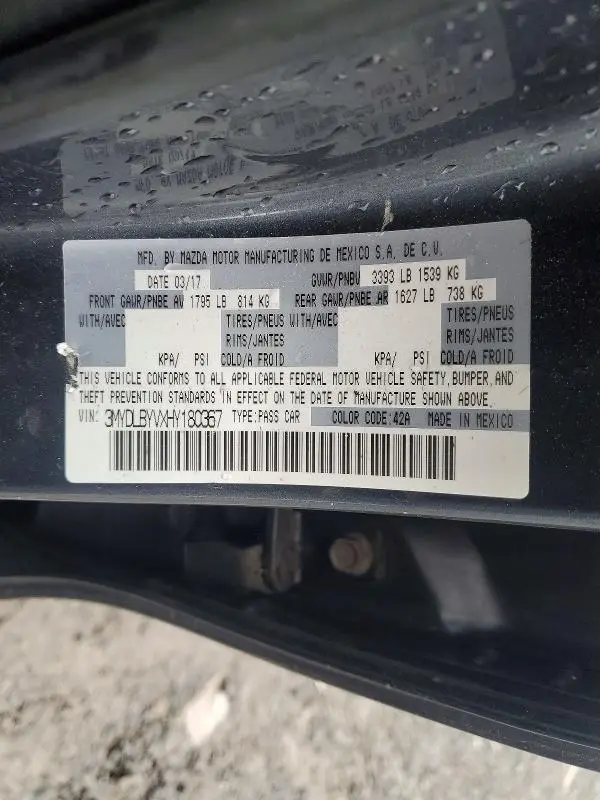 MFD. BY MAZDA MOTOR MANUFACTURING DE MEXICO S.A. DE C.V.
DATE 03/17 GVWR/PNBV 3393 LB 1539 KG
FRONT GAWR/PNBE AV 1795 LB 814 KG REAR GAWR/PNBE AR 1627 LB 738 KG
WITH/AVEC TIRES/PNEUS WITH/AVEC TIRES/PNEUS
RIMS/JANTES RIMS/JANTES
KPA/ PSI COLD/A FROID KPA/ PSI COLD/A FROID
THIS VEHICLE CONFORMS TO ALL APPLICABLE FEDERAL MOTOR VEHICLE SAFETY, BUMPER, AND
THEFT PREVENTION STANDARDS IN EFFECT ON THE DATE OF MANUFACTURE SHOWN ABOVE.
VIN: 3MYDLBYVXHY180367 TYPE:PASS CAR COLOR CODE:42A MADE IN MEXICO